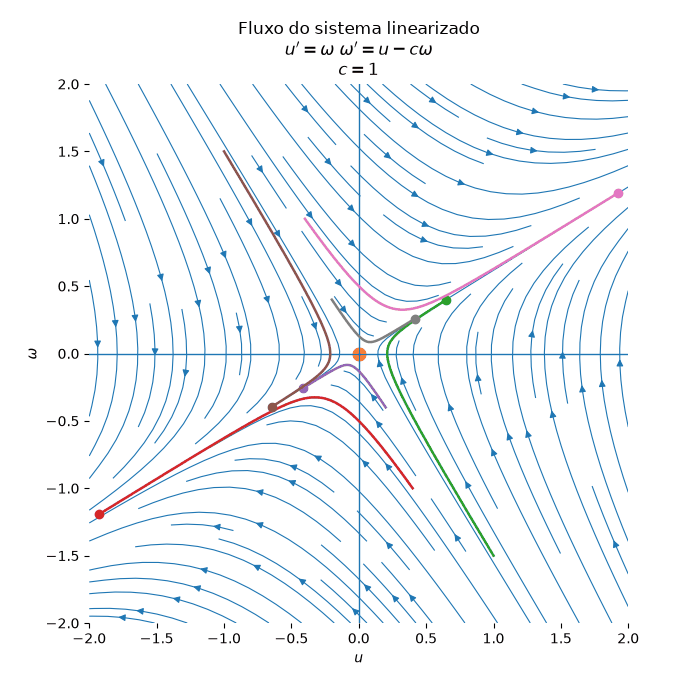 Fluxo do sistema linearizado
u′ = ω ω′ = u − cω
c = 1
2.0
1.5
1.0
0.5
0.0
−0.5
−1.0
−1.5
−2.0
ω
−2.0 −1.5 −1.0 −0.5 0.0 0.5 1.0 1.5 2.0
u